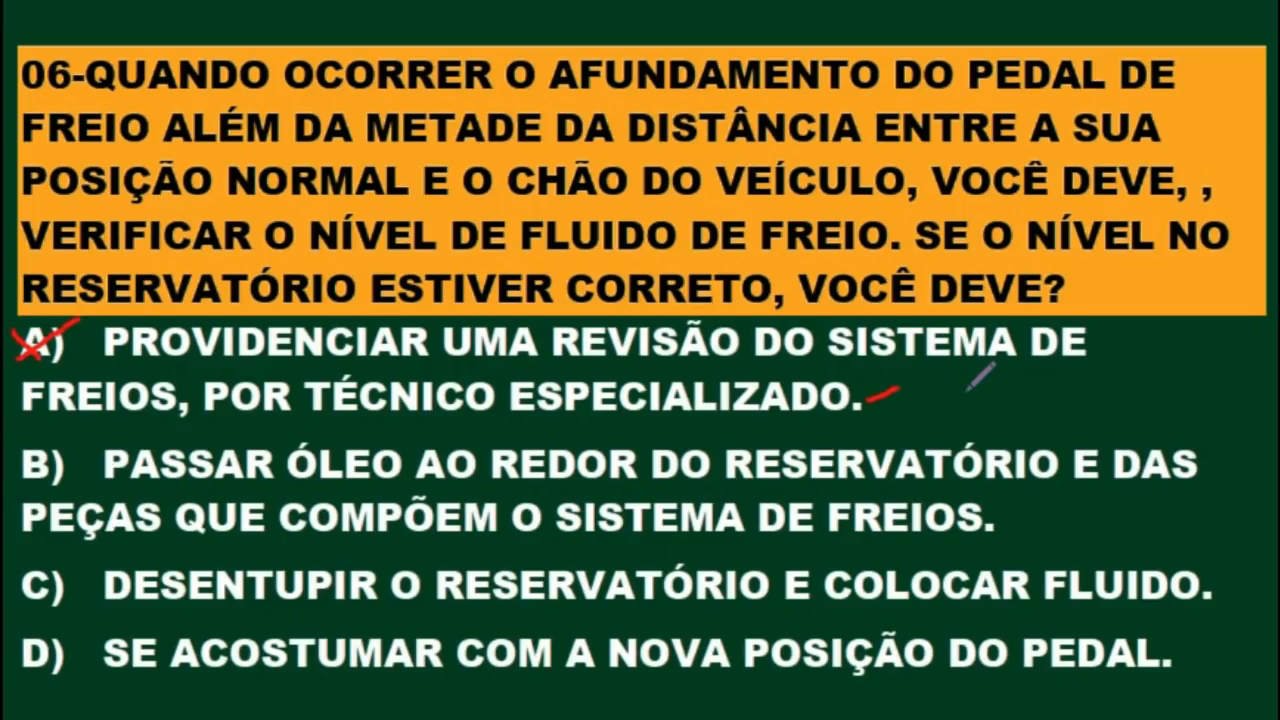 06-QUANDO OCORRER O AFUNDAMENTO DO PEDAL DE
FREIO ALÉM DA METADE DA DISTÂNCIA ENTRE A SUA
POSIÇÃO NORMAL E O CHÃO DO VEÍCULO, VOCÊ DEVE, ,
VERIFICAR O NÍVEL DE FLUIDO DE FREIO. SE O NÍVEL NO
RESERVATÓRIO ESTIVER CORRETO, VOCÊ DEVE?
A) PROVIDENCIAR UMA REVISÃO DO SISTEMA DE
FREIOS, POR TÉCNICO ESPECIALIZADO.
B) PASSAR ÓLEO AO REDOR DO RESERVATÓRIO E DAS
PEÇAS QUE COMPÕEM O SISTEMA DE FREIOS.
C) DESENTUPIR O RESERVATÓRIO E COLOCAR FLUIDO.
D) SE ACOSTUMAR COM A NOVA POSIÇÃO DO PEDAL.